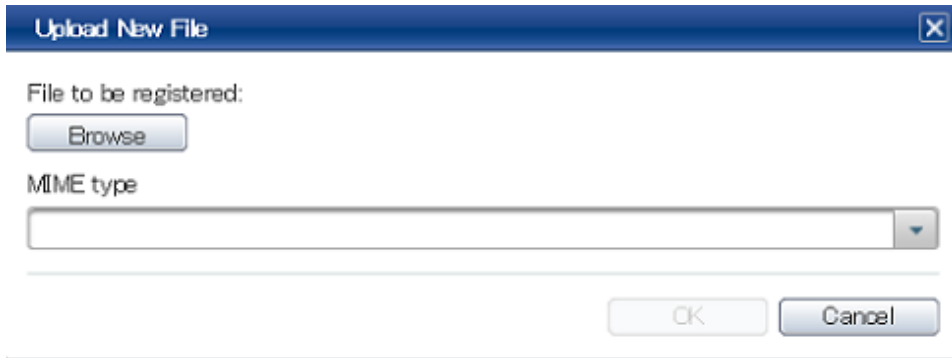 Upload New File
File to be registered:
Browse
MIME type
OK
Cancel